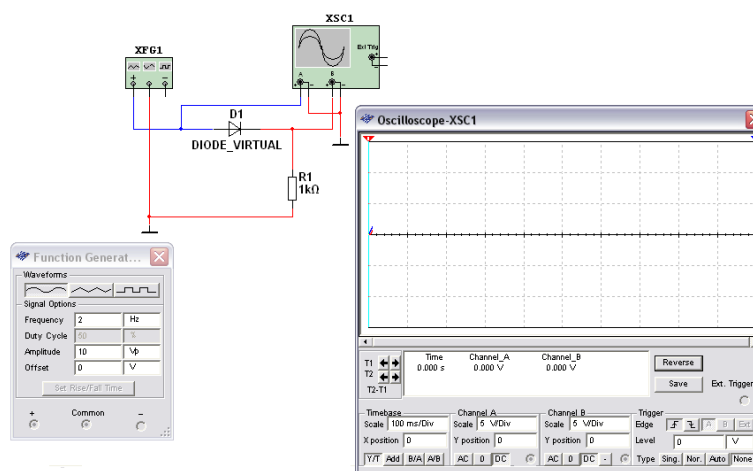 XSC1
Ext Trig
+
-
A
B
+ - + -
XFG1
+ -
D1
DIODE_VIRTUAL
R1
1kΩ
Oscilloscope-XSC1
Function Generat...
Waveforms
Signal Options
Frequency 2 Hz
Duty Cycle 50 %
Amplitude 10 Vp
Offset 0 V
Set Rise/Fall Time
+ Common -
Time Channel_A Channel_B
T1 0.000 s 0.000 V 0.000 V
T2
T2-T1
Reverse
Save
Ext. Trigger
Timebase Channel A Channel B Trigger
Scale 100 ms/Div Scale 5 V/Div Scale 5 V/Div Edge A B Ext
X position 0 Y position 0 Y position 0 Level 0 V
Y/T Add B/A A/B AC 0 DC AC 0 DC - Type Sing. Nor. Auto None